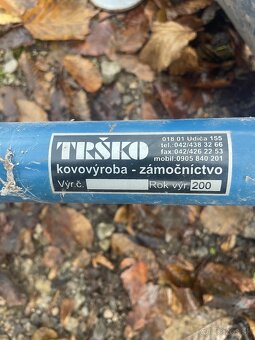 TRŠKO
018 01 Udiča 155
tel.:042/438 32 66
fax:042/426 22 53
mobil:0905 840 201
kovovýroba - zámočníctvo
Výr.č. Rok výr. 200